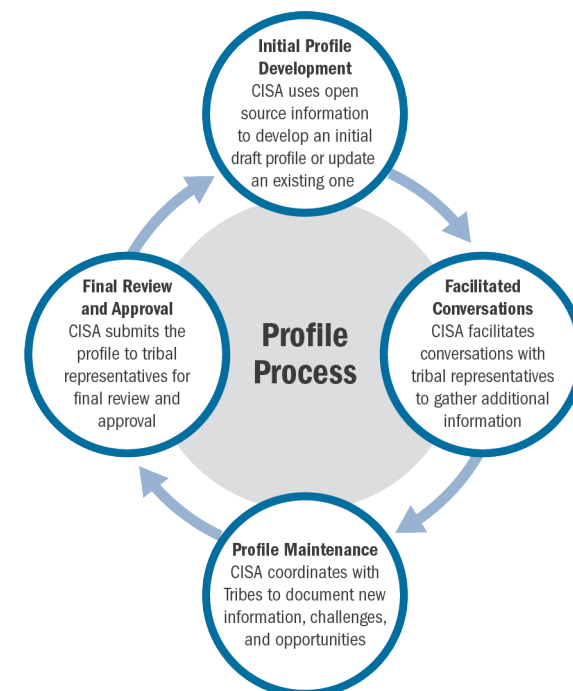 Initial Profile
Development
CISA uses open
source information
to develop an initial
draft profile or update
an existing one
Facilitated
Conversations
CISA facilitates
conversations with
tribal representatives
to gather additional
information
Profile Maintenance
CISA coordinates with
Tribes to document new
information, challenges,
and opportunities
Final Review
and Approval
CISA submits the
profile to tribal
representatives for
final review and
approval
Profile
Process